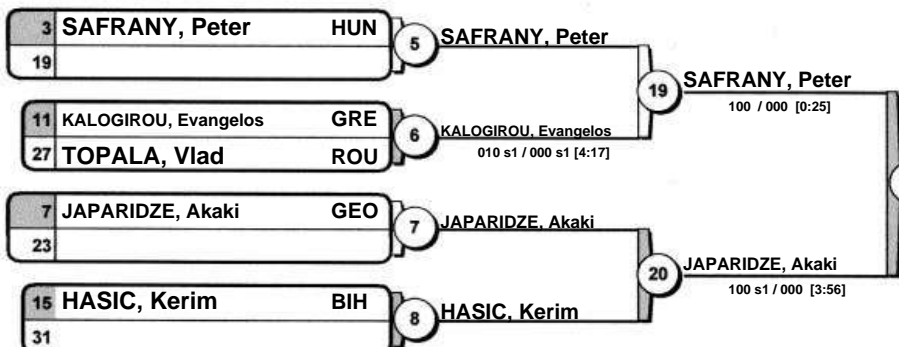 3 SAFRANY, Peter HUN
19
5 SAFRANY, Peter
11 KALOGIROU, Evangelos GRE
27 TOPALA, Vlad ROU
6 KALOGIROU, Evangelos
010 s1 / 000 s1 [4:17]
19 SAFRANY, Peter
100 / 000 [0:25]
7 JAPARIDZE, Akaki GEO
23
7 JAPARIDZE, Akaki
15 HASIC, Kerim BIH
31
8 HASIC, Kerim
20 JAPARIDZE, Akaki
100 s1 / 000 [3:56]